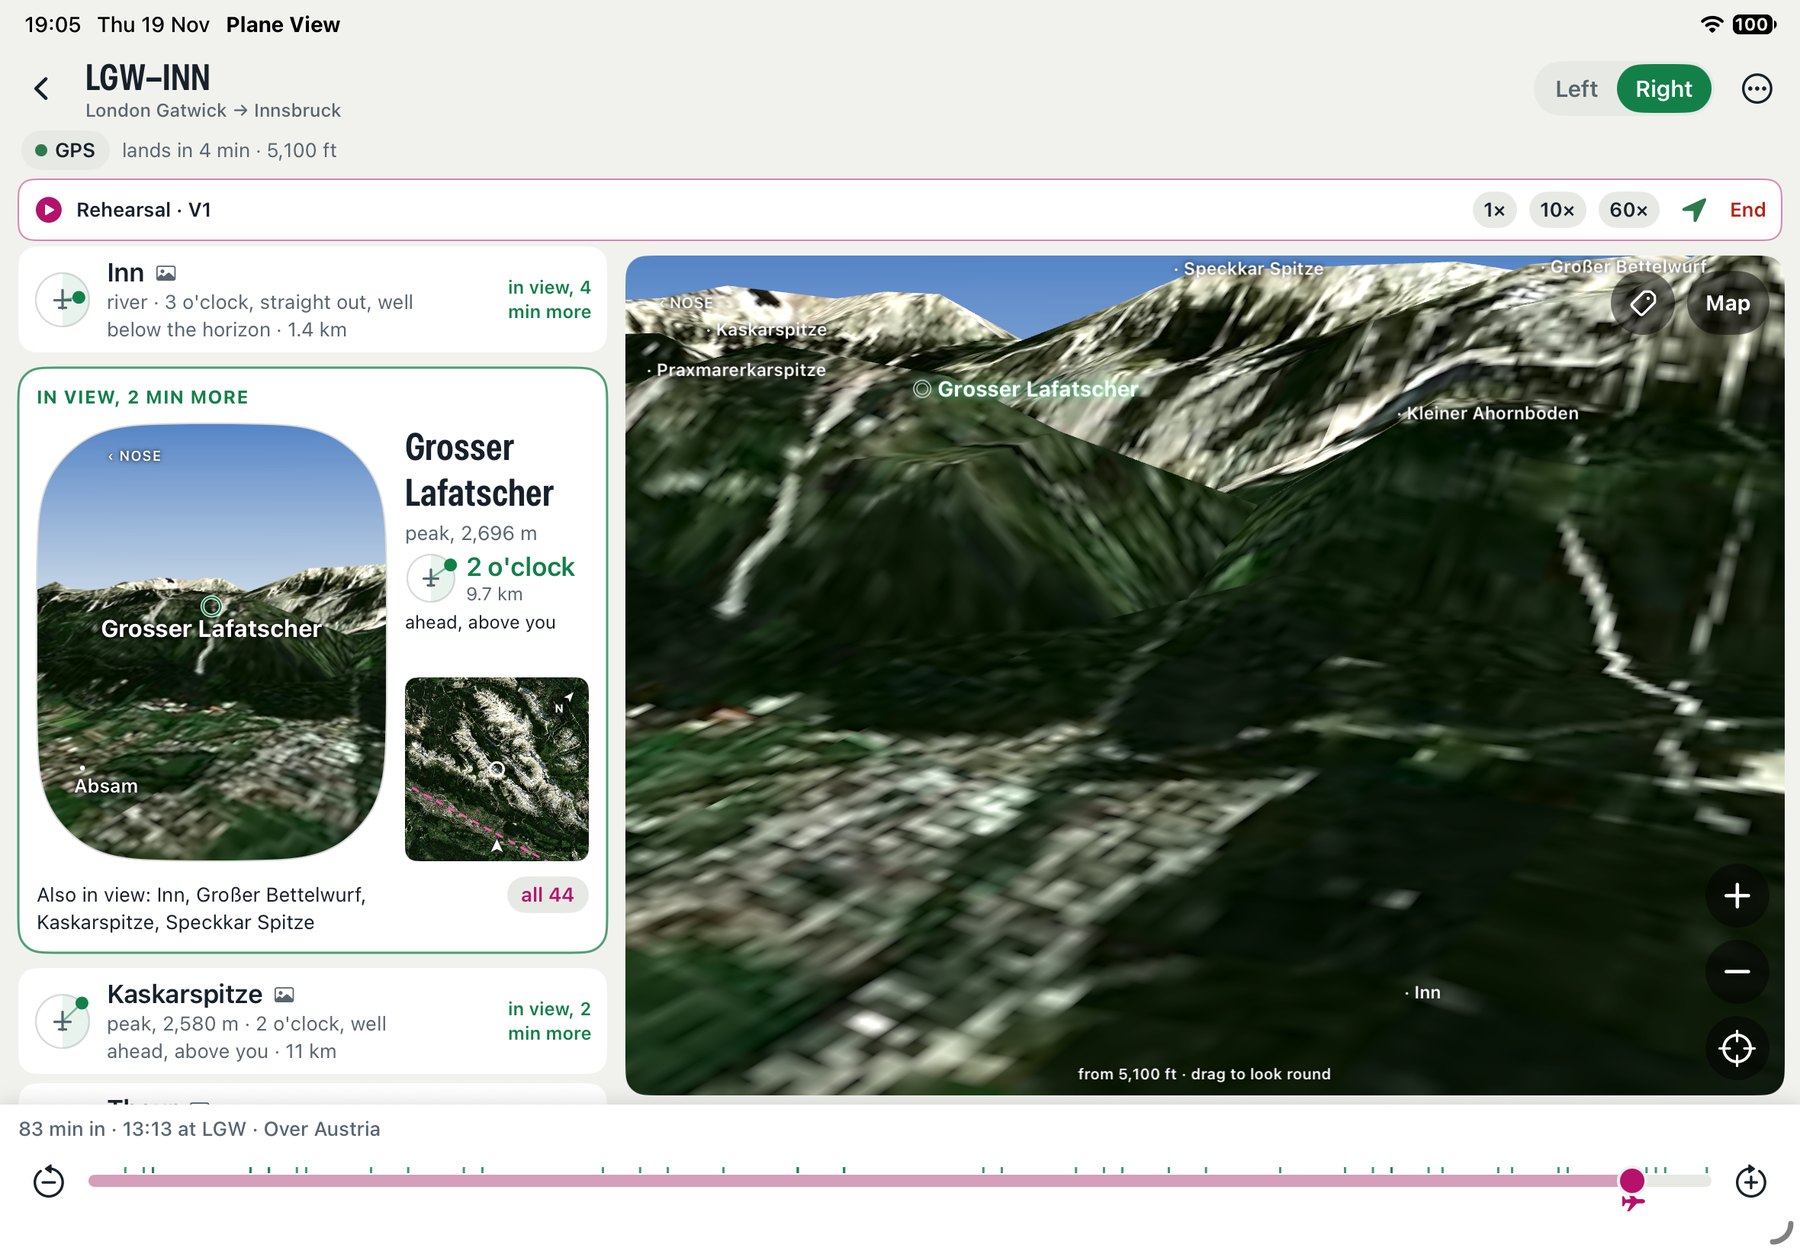 19:05 Thu 19 Nov Plane View
100
LGW–INN
London Gatwick → Innsbruck
Left Right
GPS lands in 4 min · 5,100 ft
Rehearsal · V1
1× 10× 60× End
Inn
river · 3 o'clock, straight out, well
below the horizon · 1.4 km
in view, 4
min more
IN VIEW, 2 MIN MORE
‹ NOSE
Grosser Lafatscher
Absam
Grosser
Lafatscher
peak, 2,696 m
2 o'clock
9.7 km
ahead, above you
N
Also in view: Inn, Großer Bettelwurf,
Kaskarspitze, Speckkar Spitze
all 44
Kaskarspitze
peak, 2,580 m · 2 o'clock, well
ahead, above you · 11 km
in view, 2
min more
· Speckkar Spitze
· Großer Bettelwurf
‹ NOSE
· Kaskarspitze
Map
· Praxmarerkarspitze
Grosser Lafatscher
· Kleiner Ahornboden
· Inn
from 5,100 ft · drag to look round
83 min in · 13:13 at LGW · Over Austria